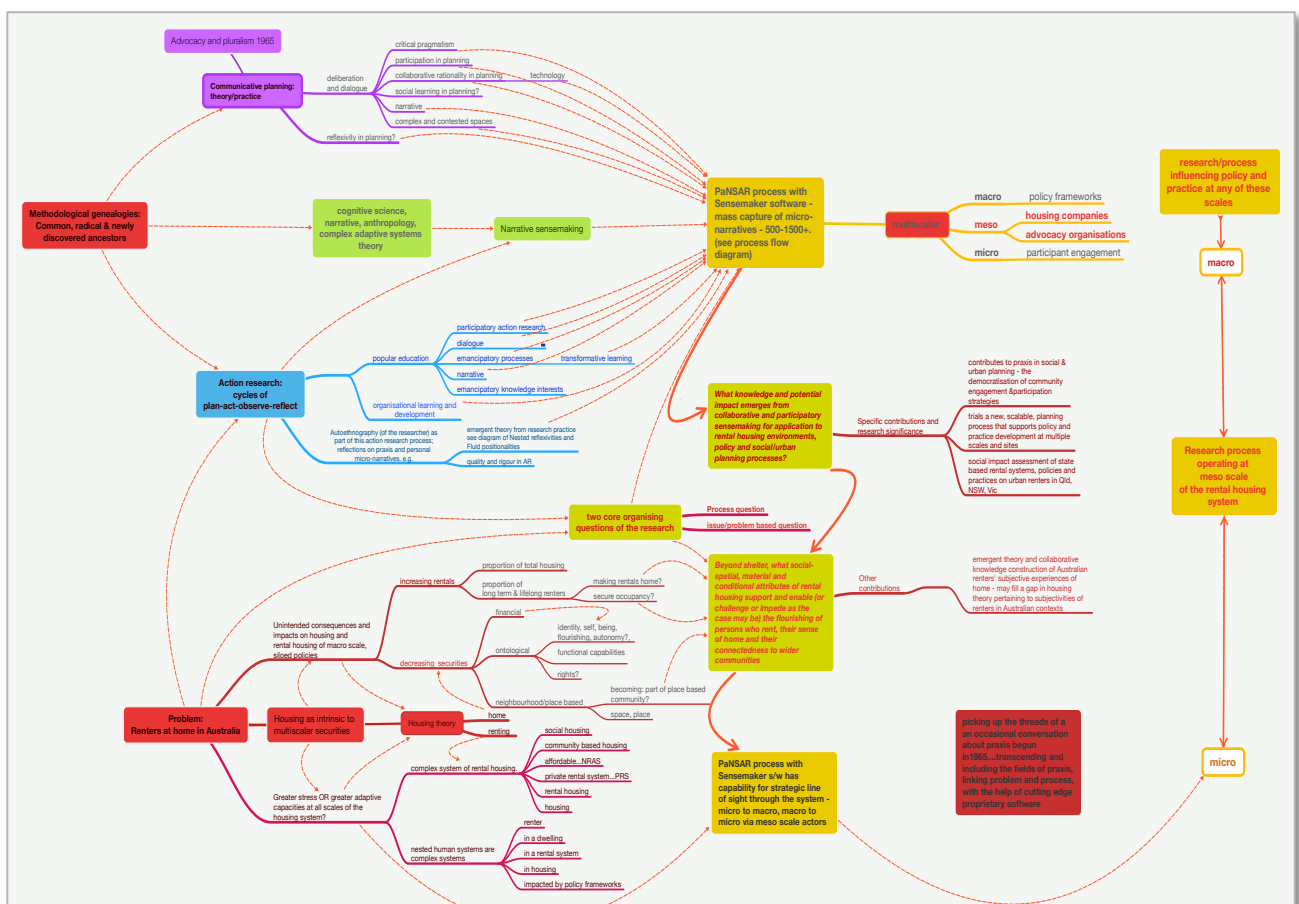 Advocacy and pluralism 1965
Communicative planning:
theory/practice
deliberation
and dialogue
critical pragmatism
participation in planning
collaborative rationality in planning
technology
social learning in planning?
narrative
complex and contested spaces
reflexivity in planning?
Methodological genealogies:
Common, radical & newly
discovered ancestors
cognitive science,
narrative, anthropology,
complex adaptive systems
theory
Narrative sensemaking
PaNSAR process with
Sensemaker software -
mass capture of micro-
narratives - 500-1500+.
(see process flow
diagram)
multiscalar
macro
policy frameworks
meso
housing companies
advocacy organisations
micro
participant engagement
research/process
influencing policy and
practice at any of these
scales
macro
Research process
operating at
meso scale
of the rental housing
system
micro
Action research:
cycles of
plan-act-observe-reflect
popular education
participatory action research
dialogue
emancipatory processes
transformative learning
narrative
emancipatory knowledge interests
organisational learning and
development
Autoethnography (of the researcher) as
part of this action research process;
reflections on praxis and personal
micro-narratives. e.g.
emergent theory from research practice
see diagram of Nested reflexivities and
Fluid positionalities
quality and rigour in AR
What knowledge and potential
impact emerges from
collaborative and participatory
sensemaking for application to
rental housing environments,
policy and social/urban
planning processes?
Specific contributions and
research significance
contributes to praxis in social &
urban planning - the
democratisation of community
engagement &participation
strategies
trials a new, scalable, planning
process that supports policy and
practice development at multiple
scales and sites
social impact assessment of state
based rental systems, policies and
practices on urban renters in Qld,
NSW, Vic
two core organising
questions of the research
Process question
issue/problem based question
Beyond shelter, what social-
spatial, material and
conditional attributes of rental
housing support and enable (or
challenge or impede as the
case may be) the flourishing of
persons who rent, their sense
of home and their
connectedness to wider
communities
Other
contributions
emergent theory and collaborative
knowledge construction of Australian
renters' subjective experiences of
home - may fill a gap in housing
theory pertaining to subjectivities of
renters in Australian contexts
Problem:
Renters at home in Australia
Unintended consequences and
impacts on housing and
rental housing of macro scale,
siloed policies
increasing rentals
proportion of total housing
proportion of
long term & lifelong renters
making rentals home?
secure occupancy?
decreasing securities
financial
ontological
identity, self, being,
flourishing, autonomy?,
functional capabilities
rights?
neighbourhood/place based
becoming: part of place based
community?
space, place
Housing as intrinsic to
multiscalar securities
Housing theory
home
renting
Greater stress OR greater adaptive
capacities at all scales of the
housing system?
complex system of rental housing.
social housing
community based housing
affordable...NRAS
private rental system...PRS
rental housing
housing
nested human systems are
complex systems
renter
in a dwelling
in a rental system
in housing
impacted by policy frameworks
PaNSAR process with
Sensemaker s/w has
capability for strategic line
of sight through the system -
micro to macro, macro to
micro via meso scale actors
picking up the threads of a
an occasional conversation
about praxis begun
in1965....transcending and
including the fields of praxis,
linking problem and process,
with the help of cutting edge
proprietary software